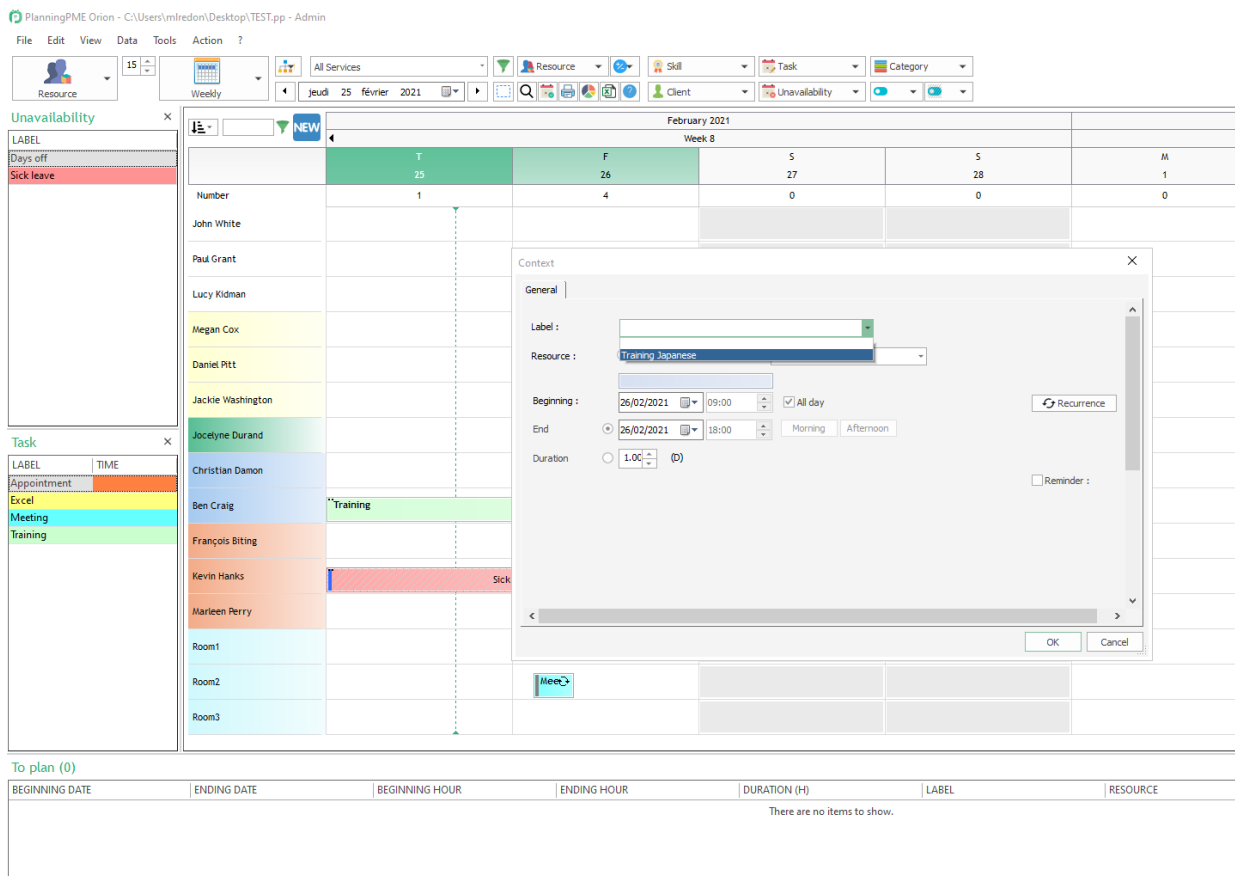 PlanningPME Orion - C:\Users\mlredon\Desktop\TEST.pp - Admin
File Edit View Data Tools Action ?
Resource
15
Weekly
All Services
Resource
Skill
Task
Category
jeudi 25 février 2021
Client
Unavailability
Unavailability
LABEL
Days off
Sick leave
Task
LABEL TIME
Appointment
Excel
Meeting
Training
NEW
February 2021
Week 8
T F S S M
25 26 27 28 1
Number 1 4 0 0 0
John White
Paul Grant
Lucy Kidman
Megan Cox
Daniel Pitt
Jackie Washington
Jocelyne Durand
Christian Damon
Ben Craig
Training
François Biting
Kevin Hanks
Sick
Marleen Perry
Room1
Room2
Mee
Room3
Context
General
Label :
Training Japanese
Resource :
Beginning : 26/02/2021 09:00 All day
Recurrence
End 26/02/2021 18:00 Morning Afternoon
Duration 1.00 (D)
Reminder :
OK Cancel
To plan (0)
BEGINNING DATE ENDING DATE BEGINNING HOUR ENDING HOUR DURATION (H) LABEL RESOURCE
There are no items to show.